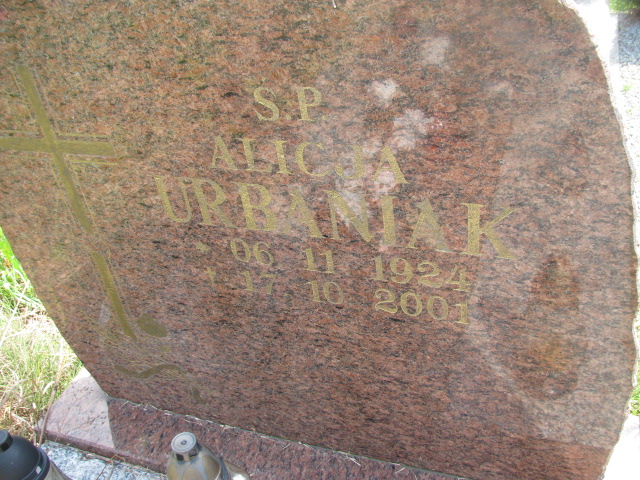 S.P
ALICJA
URBANIAK
* 06 11 1924
† 17 10 2001